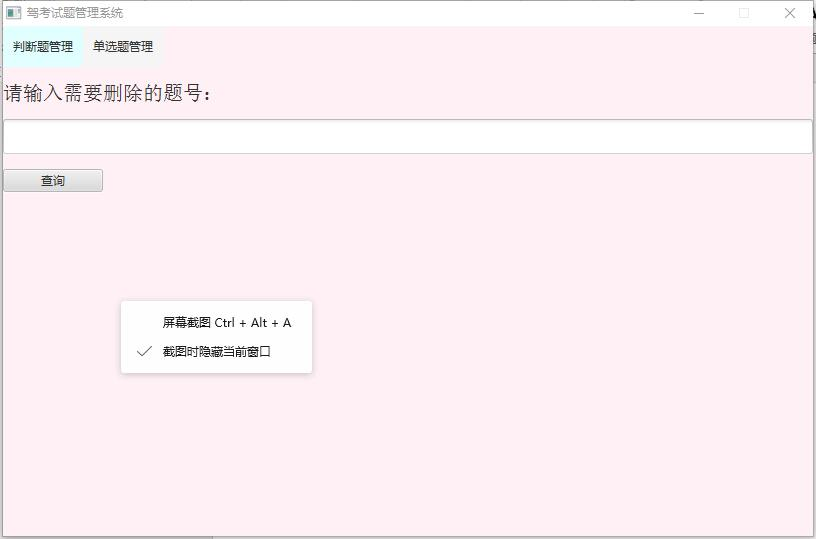 驾考试题管理系统
判断题管理 单选题管理
请输入需要删除的题号：
查询
屏幕截图 Ctrl + Alt + A
截图时隐藏当前窗口